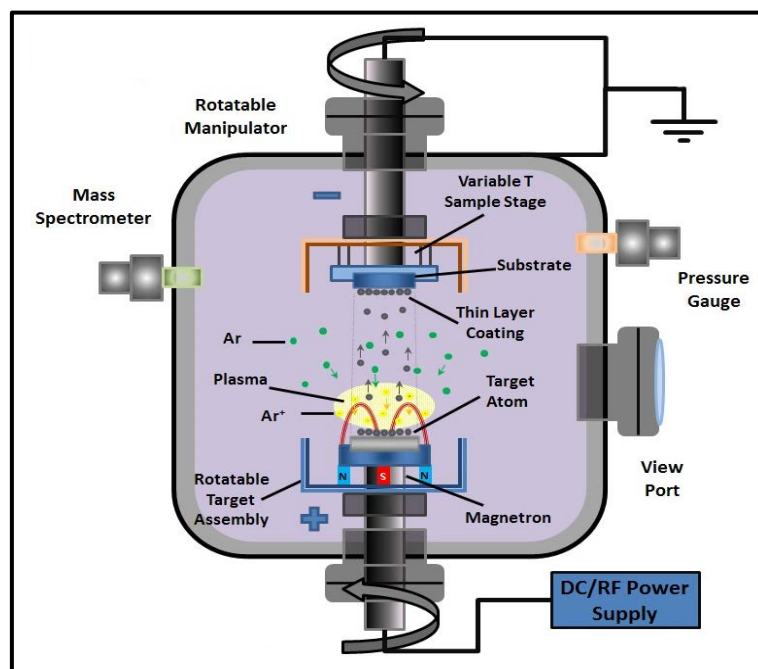 Rotatable
Manipulator
Mass
Spectrometer
Variable T
Sample Stage
Substrate
Pressure
Gauge
Thin Layer
Coating
Ar
Plasma
Target
Atom
Ar⁺
N
S
N
Rotatable
Target
Assembly
Magnetron
View
Port
DC/RF Power
Supply